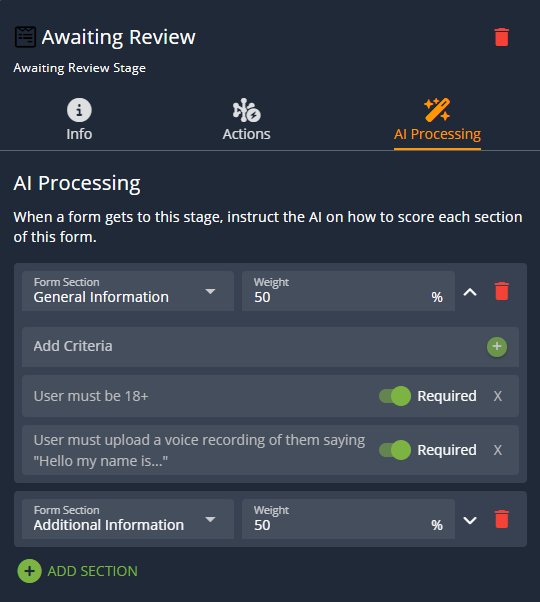 Awaiting Review
Awaiting Review Stage
Info
Actions
AI Processing
AI Processing
When a form gets to this stage, instruct the AI on how to score each section
of this form.
Form Section
General Information
Weight
50
%
Add Criteria
User must be 18+
Required
X
User must upload a voice recording of them saying
"Hello my name is..."
Required
X
Form Section
Additional Information
Weight
50
%
ADD SECTION